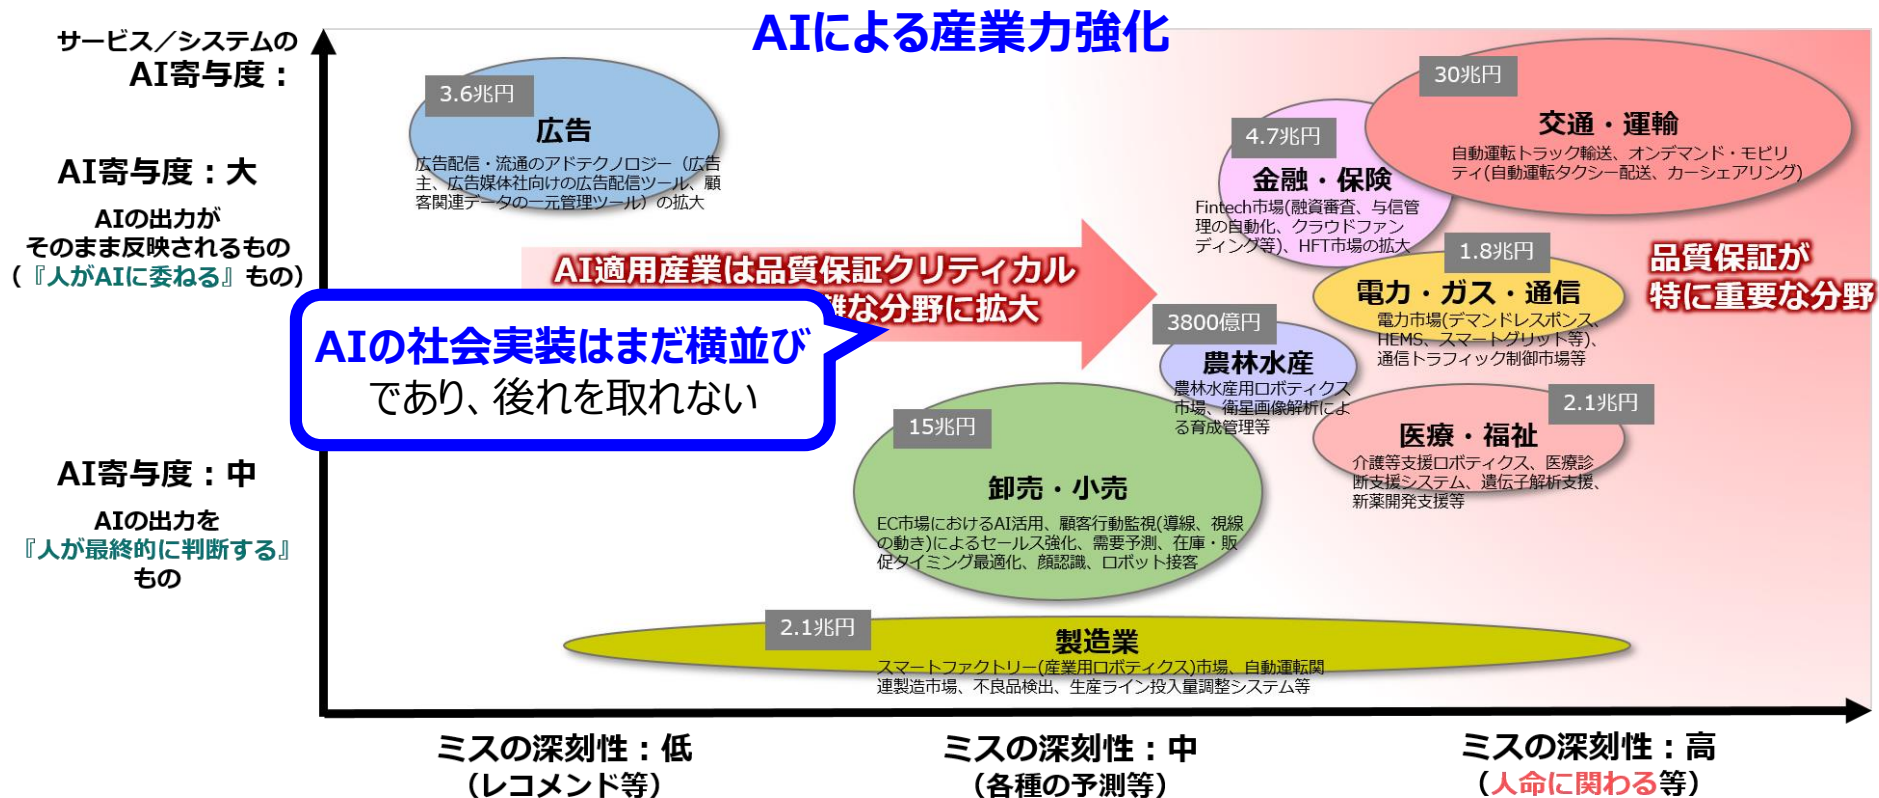 AIによる産業力強化
サービス／システムの
AI寄与度：
AI寄与度：大
AIの出力が
そのまま反映されるもの
（『人がAIに委ねる』もの）
AI寄与度：中
AIの出力を
『人が最終的に判断する』
もの
3.6兆円
広告
広告配信・流通のアドテクノロジー（広告
主、広告媒体社向けの広告配信ツール、顧
客関連データの一元管理ツール）の拡大
4.7兆円
金融・保険
Fintech市場(融資審査、与信管
理の自動化、クラウドファン
ディング等)、HFT市場の拡大
30兆円
交通・運輸
自動運転トラック輸送、オンデマンド・モビリ
ティ(自動運転タクシー配送、カーシェアリング)
AI適用産業は品質保証クリティカル
な分野に拡大
AIの社会実装はまだ横並び
であり、後れを取れない
1.8兆円
電力・ガス・通信
電力市場(デマンドレスポンス、
HEMS、スマートグリット等)、
通信トラフィック制御市場等
品質保証が
特に重要な分野
3800億円
農林水産
農林水産用ロボティクス
市場、衛星画像解析によ
る育成管理等
15兆円
卸売・小売
EC市場におけるAI活用、顧客行動監視(導線、視線
の動き)によるセールス強化、需要予測、在庫・販
促タイミング最適化、顔認識、ロボット接客
2.1兆円
医療・福祉
介護等支援ロボティクス、医療診
断支援システム、遺伝子解析支援、
新薬開発支援等
2.1兆円
製造業
スマートファクトリー(産業用ロボティクス)市場、自動運転関
連製造市場、不良品検出、生産ライン投入量調整システム等
ミスの深刻性：低
（レコメンド等）
ミスの深刻性：中
（各種の予測等）
ミスの深刻性：高
（人命に関わる等）